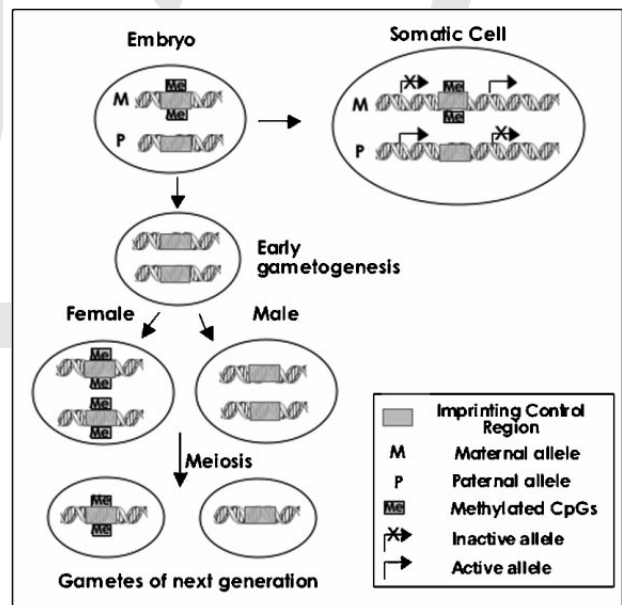 Embryo
Somatic Cell
Me
M
Me
P
Me
M
Me
P
Early
gametogenesis
Female
Male
Me
Me
Me
Me
Meiosis
Me
Me
Gametes of next generation
Imprinting Control
Region
M Maternal allele
P Paternal allele
Me Methylated CpGs
Inactive allele
Active allele